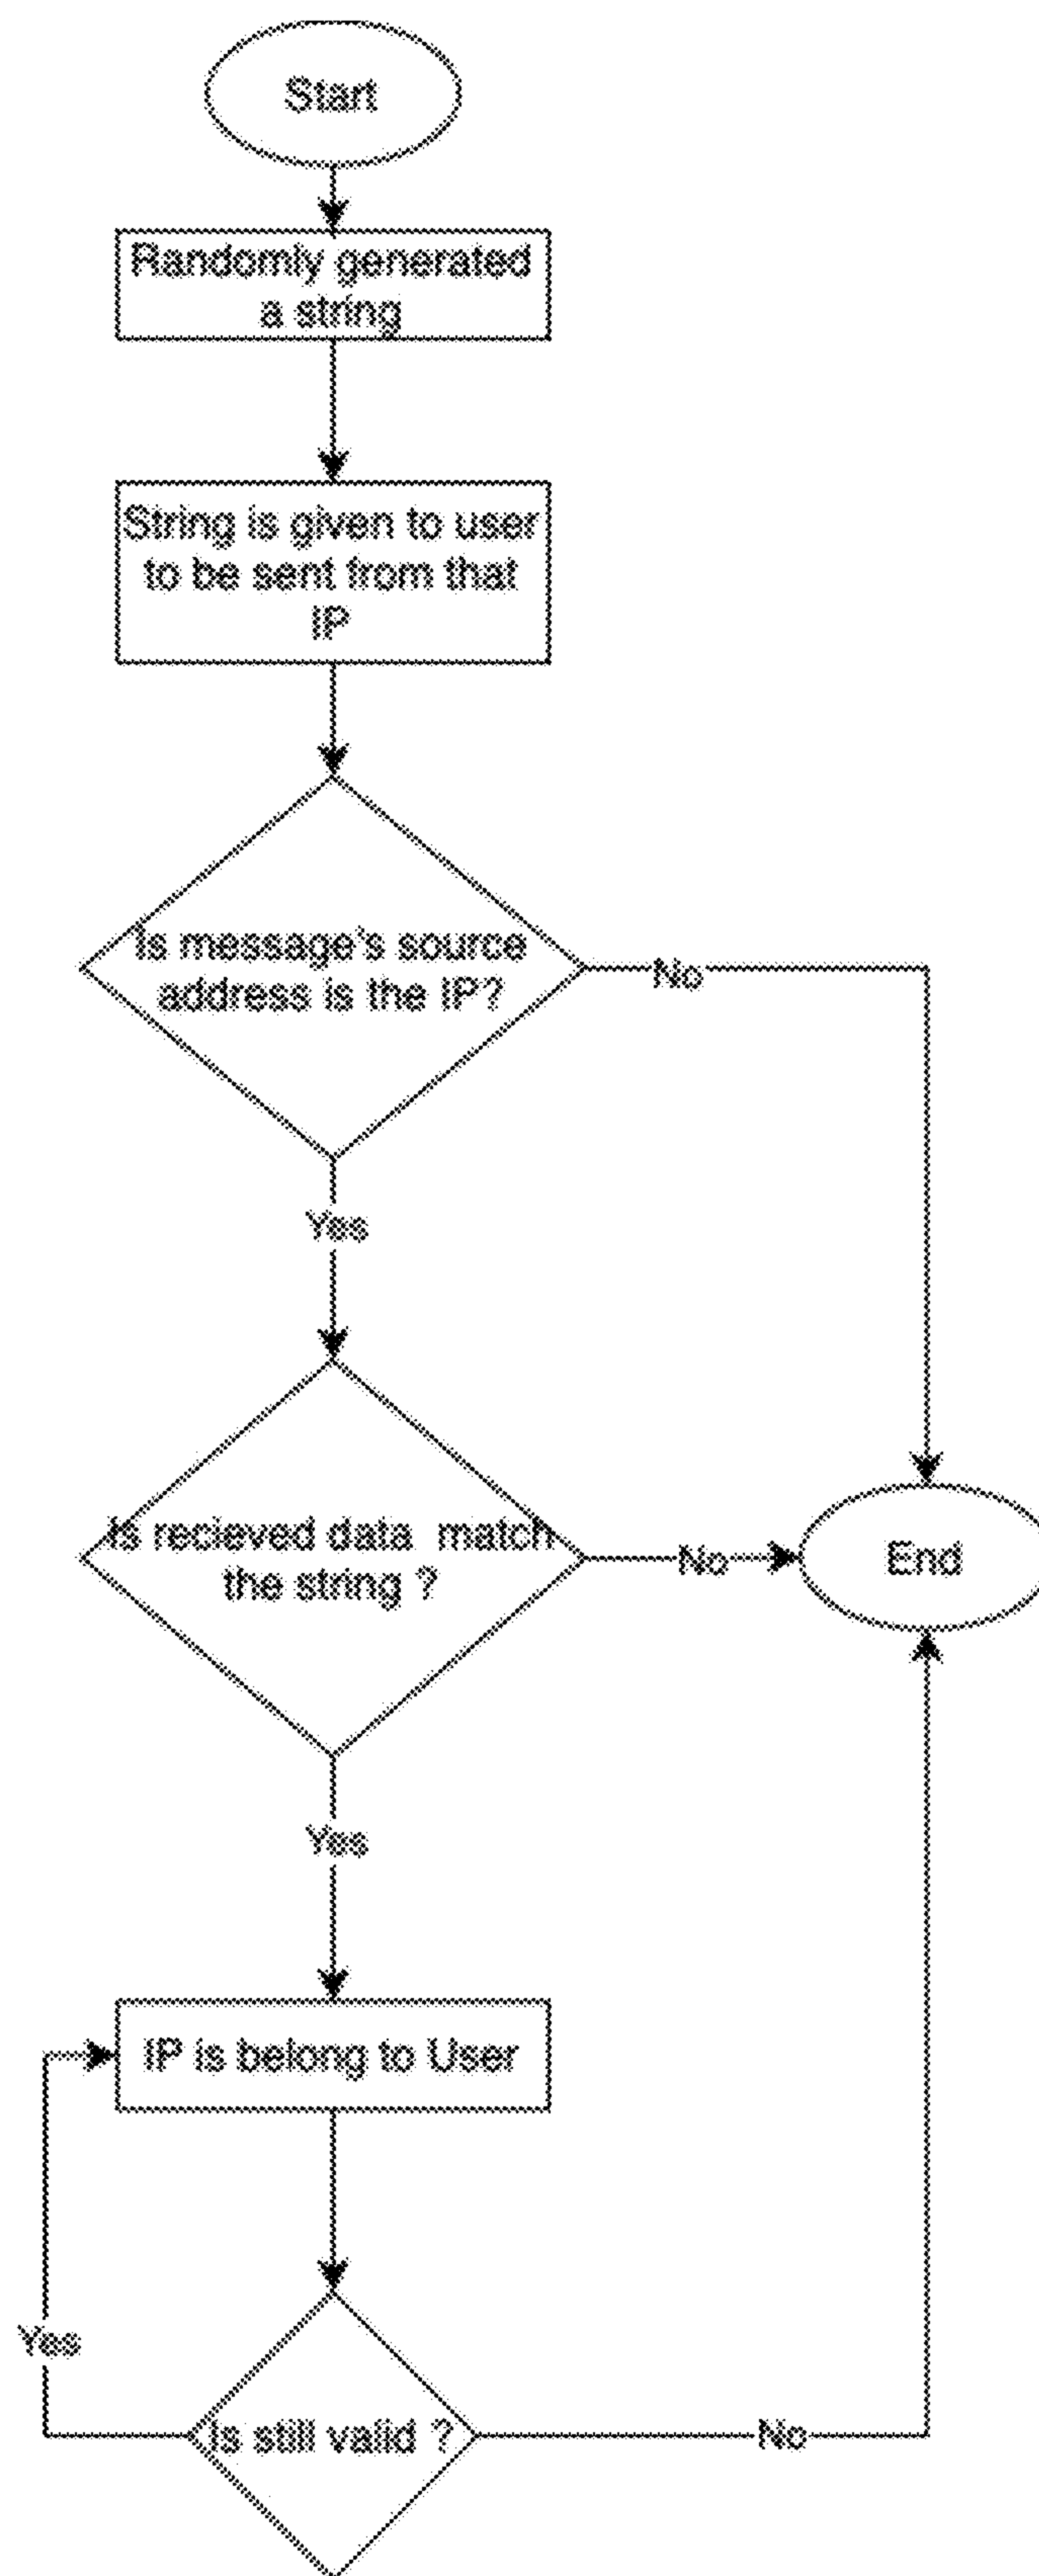 Start
Randomly generated
a string
String is given to user
to be sent from that
IP
Is message's source
address is the IP?
No
Yes
Is recieved data match
the string ?
No
End
Yes
IP is belong to User
Yes
Is still valid ?
No